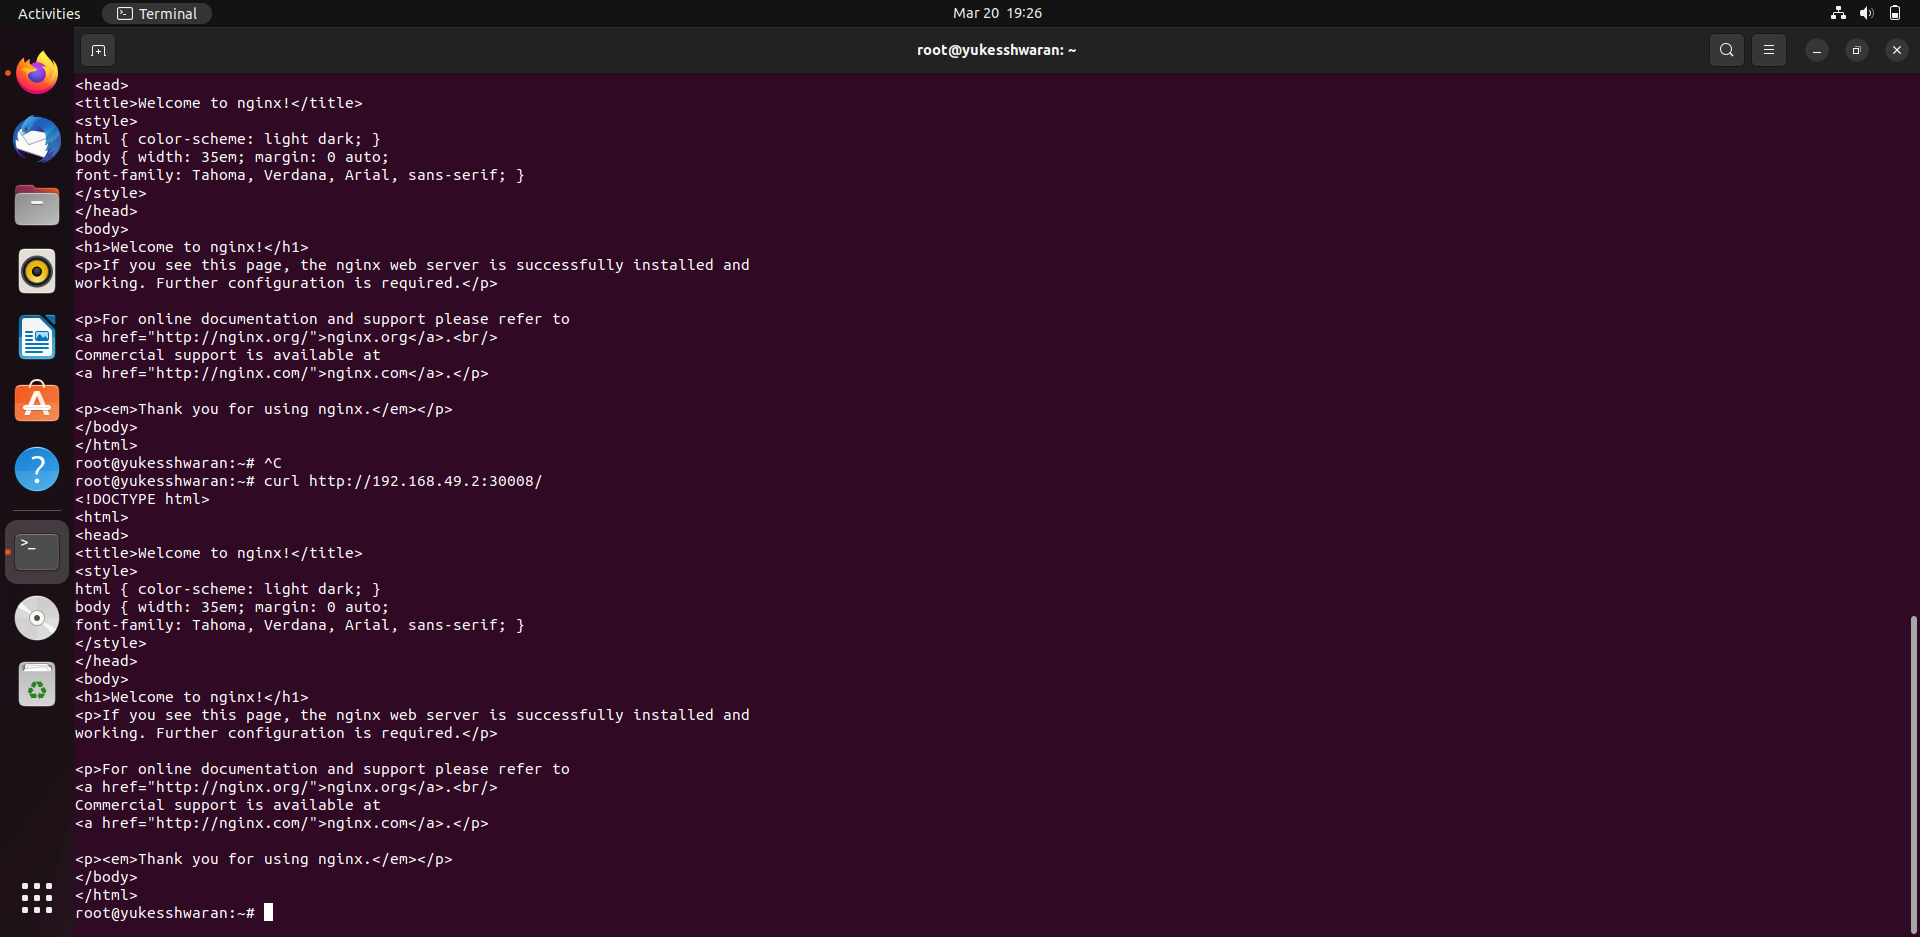 Activities
Terminal
Mar 20 19:26
root@yukesshwaran: ~
<head>
<title>Welcome to nginx!</title>
<style>
html { color-scheme: light dark; }
body { width: 35em; margin: 0 auto;
font-family: Tahoma, Verdana, Arial, sans-serif; }
</style>
</head>
<body>
<h1>Welcome to nginx!</h1>
<p>If you see this page, the nginx web server is successfully installed and
working. Further configuration is required.</p>

<p>For online documentation and support please refer to
<a href="http://nginx.org/">nginx.org</a>.<br/>
Commercial support is available at
<a href="http://nginx.com/">nginx.com</a>.</p>

<p><em>Thank you for using nginx.</em></p>
</body>
</html>
root@yukesshwaran:~# ^C
root@yukesshwaran:~# curl http://192.168.49.2:30008/
<!DOCTYPE html>
<html>
<head>
<title>Welcome to nginx!</title>
<style>
html { color-scheme: light dark; }
body { width: 35em; margin: 0 auto;
font-family: Tahoma, Verdana, Arial, sans-serif; }
</style>
</head>
<body>
<h1>Welcome to nginx!</h1>
<p>If you see this page, the nginx web server is successfully installed and
working. Further configuration is required.</p>

<p>For online documentation and support please refer to
<a href="http://nginx.org/">nginx.org</a>.<br/>
Commercial support is available at
<a href="http://nginx.com/">nginx.com</a>.</p>

<p><em>Thank you for using nginx.</em></p>
</body>
</html>
root@yukesshwaran:~#